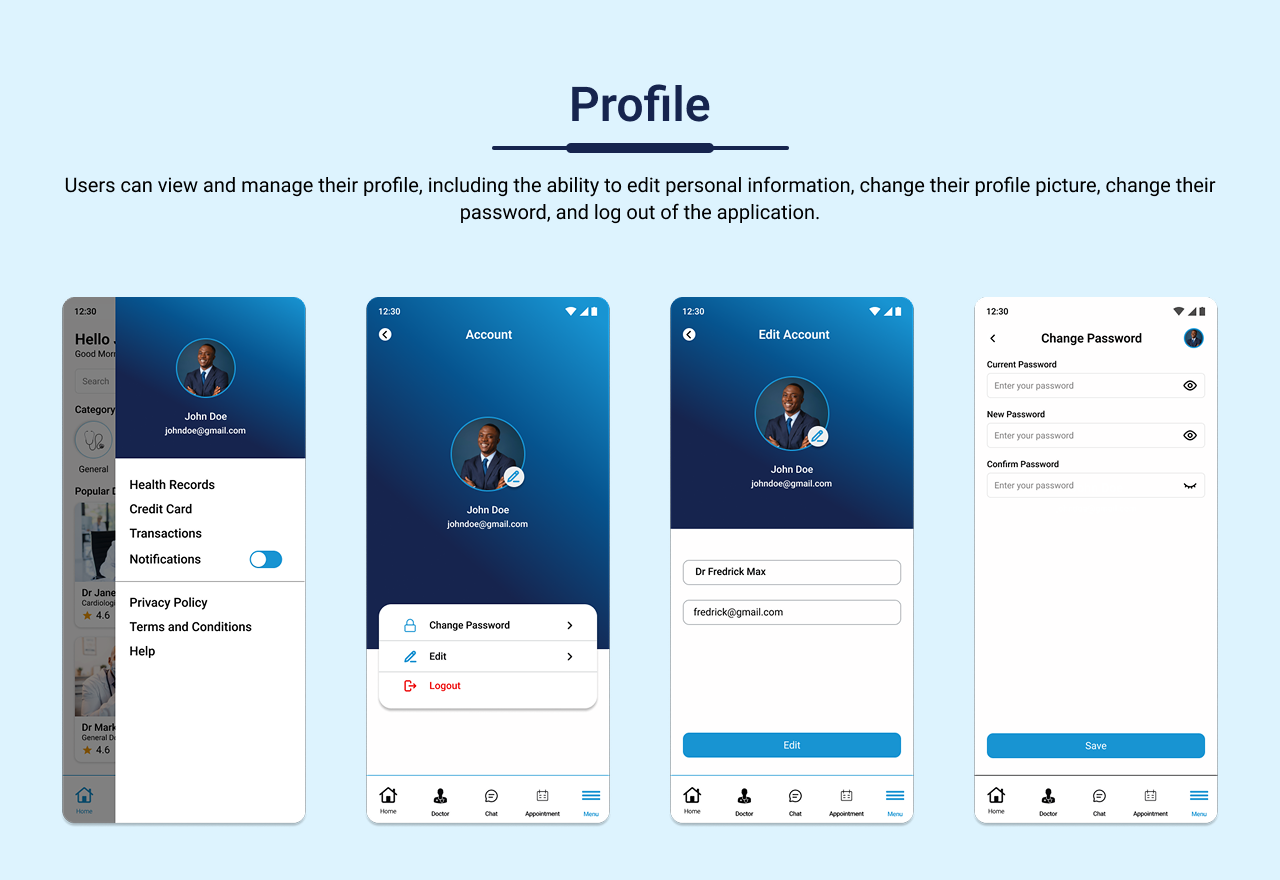 Profile
Users can view and manage their profile, including the ability to edit personal information, change their profile picture, change their
password, and log out of the application.
12:30
Hello
Good Morn
Search
Category
General
Popular
Dr Jane
Cardiolog
4.6
Dr Mark
General D
4.6
Home
John Doe
johndoe@gmail.com
Health Records
Credit Card
Transactions
Notifications
Privacy Policy
Terms and Conditions
Help
12:30
Account
John Doe
johndoe@gmail.com
Change Password
Edit
Logout
Home
Doctor
Chat
Appointment
Menu
12:30
Edit Account
John Doe
johndoe@gmail.com
Dr Fredrick Max
fredrick@gmail.com
Edit
Home
Doctor
Chat
Appointment
Menu
12:30
Change Password
Current Password
Enter your password
New Password
Enter your password
Confirm Password
Enter your password
Save
Home
Doctor
Chat
Appointment
Menu